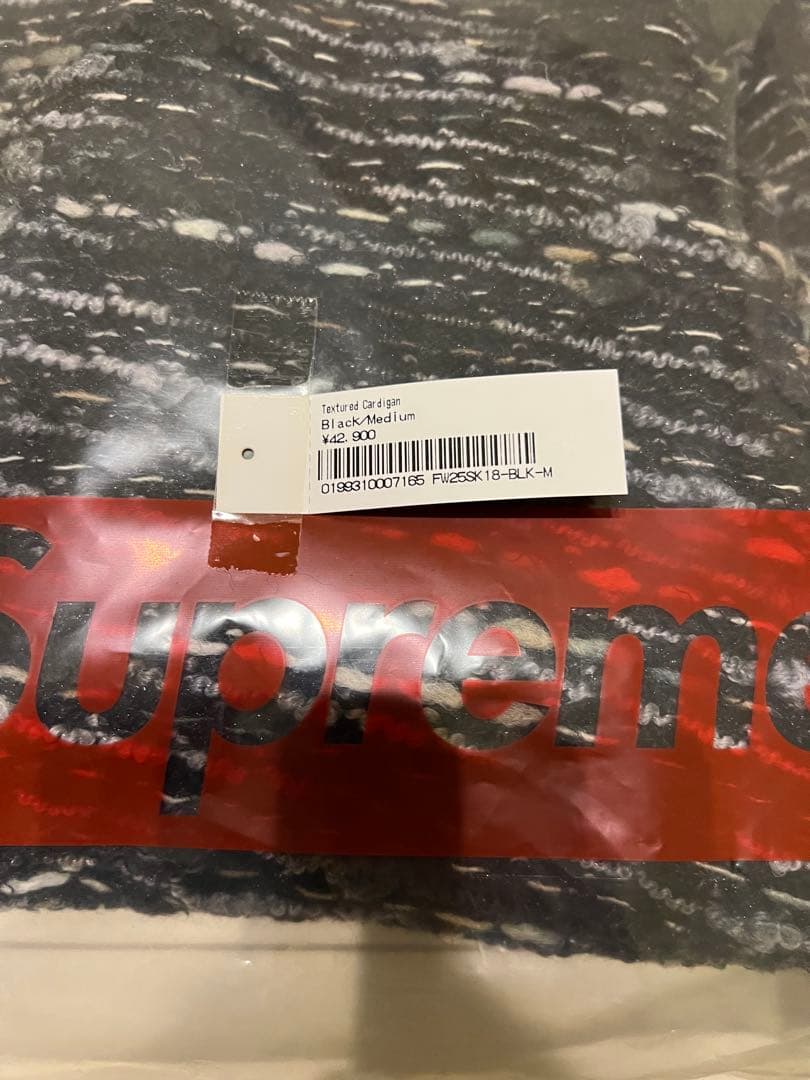 Textured Cardigan
Black/Medium
¥42,900
0199310007165 FW25SK18-BLK-M
Supreme